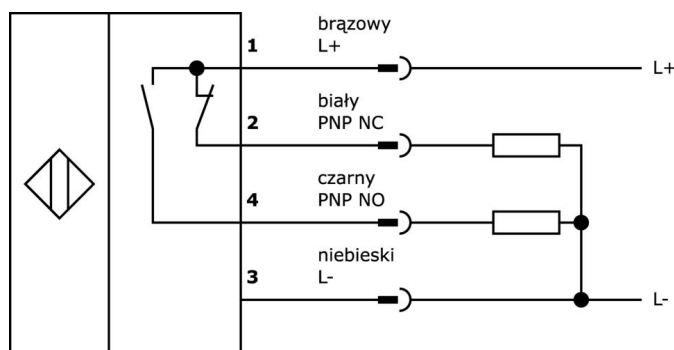 brązowy
1 L+
L+
biały
2 PNP NC
czarny
4 PNP NO
niebieski
3 L-
L-